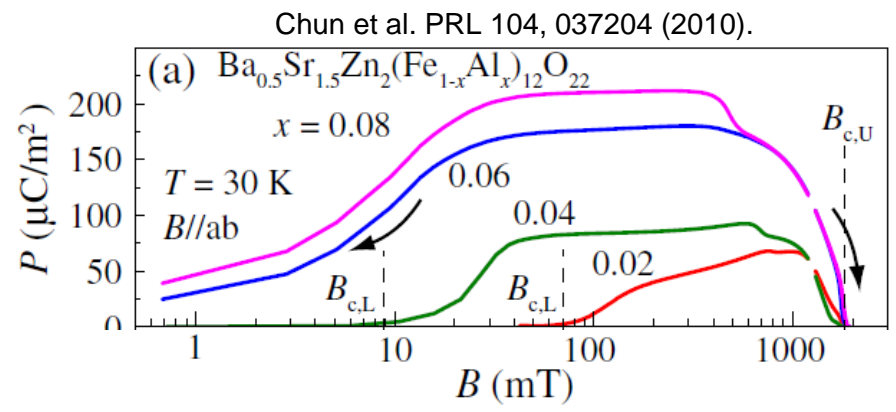 Chun et al. PRL 104, 037204 (2010).
(a) Ba0.5Sr1.5Zn2(Fe1-xAlx)12O22
200
x = 0.08
Bc,U
150
T = 30 K
0.06
100
B//ab
0.04
50
Bc,L
Bc,L
0.02
0
P (μC/m2)
1
10
100
1000
B (mT)